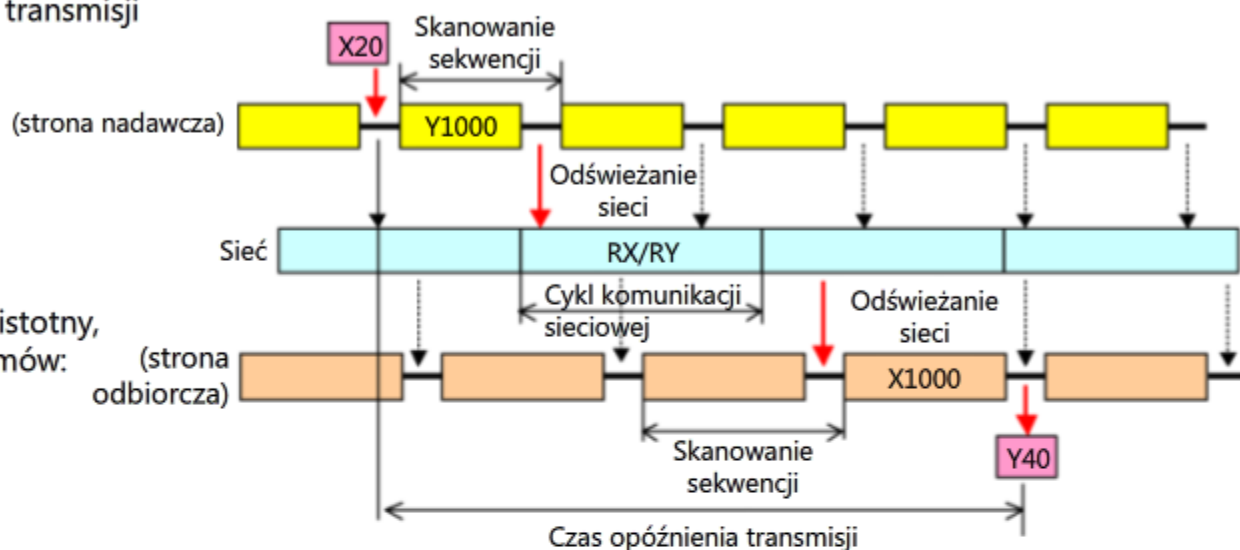 transmisji
X20
Skanowanie
sekwencji
(strona nadawcza)
Y1000
Odświeżanie
sieci
Sieć
RX/RY
Cykl komunikacji
sieciowej
Odświeżanie
sieci
istotny,
mów:
(strona
odbiorcza)
X1000
Skanowanie
sekwencji
Y40
Czas opóźnienia transmisji